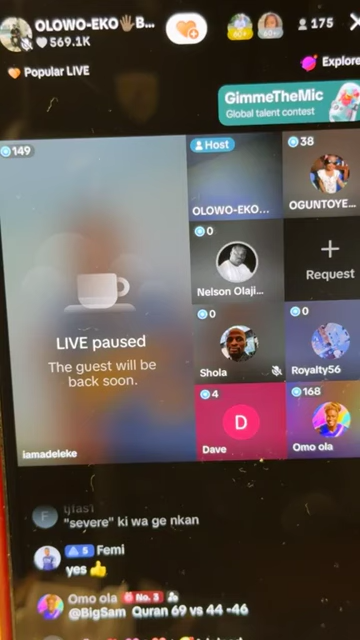 OLOWO-EKO🖐🏿B...
569.1K
175
Popular LIVE
Explore
GimmeTheMic
Global talent contest
149
Host
OLOWO-EKO...
38
OGUNTOYE...
0
Nelson Olaji...
+
Request
LIVE paused
The guest will be
back soon.
0
Shola
0
Royalty56
iamadeleke
4
D
Dave
168
Omo ola
F
"severe" ki wa ge nkan
5 Femi
yes 👍
Omo ola No. 3
@BigSam Quran 69 vs 44 -46